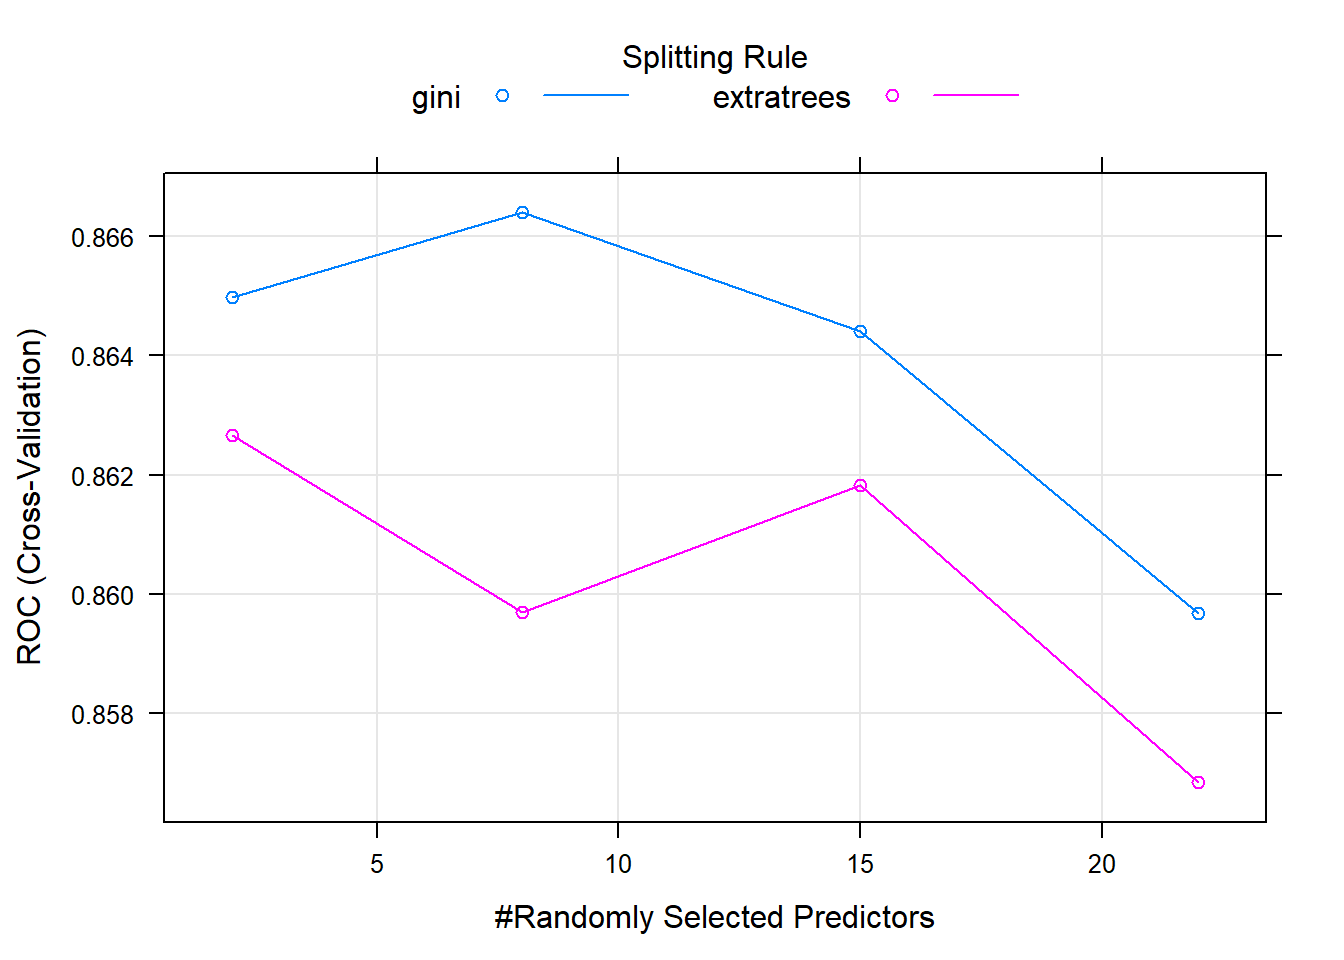 Splitting Rule
gini extratrees
0.866
0.864
0.862
0.860
0.858
ROC (Cross-Validation)
5 10 15 20
#Randomly Selected Predictors